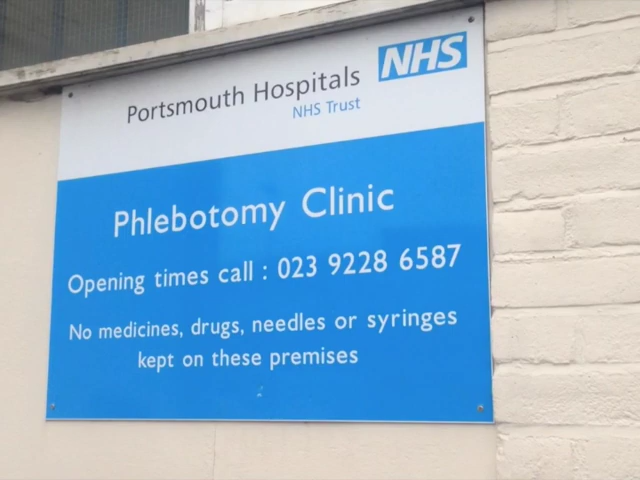 NHS
Portsmouth Hospitals
NHS Trust
Phlebotomy Clinic
Opening times call : 023 9228 6587
No medicines, drugs, needles or syringes
kept on these premises